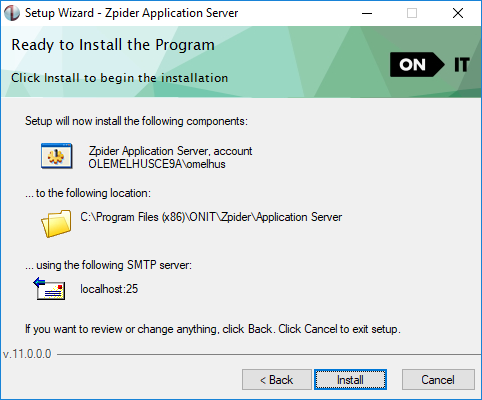 Setup Wizard - Zpider Application Server
Ready to Install the Program
Click Install to begin the installation
ON IT
Setup will now install the following components:
Zpider Application Server, account
OLEMELHUSCE9A\omelhus
... to the following location:
C:\Program Files (x86)\ONIT\Zpider\Application Server
... using the following SMTP server:
localhost:25
If you want to review or change anything, click Back. Click Cancel to exit setup.
v.11.0.0.0
< Back Install Cancel